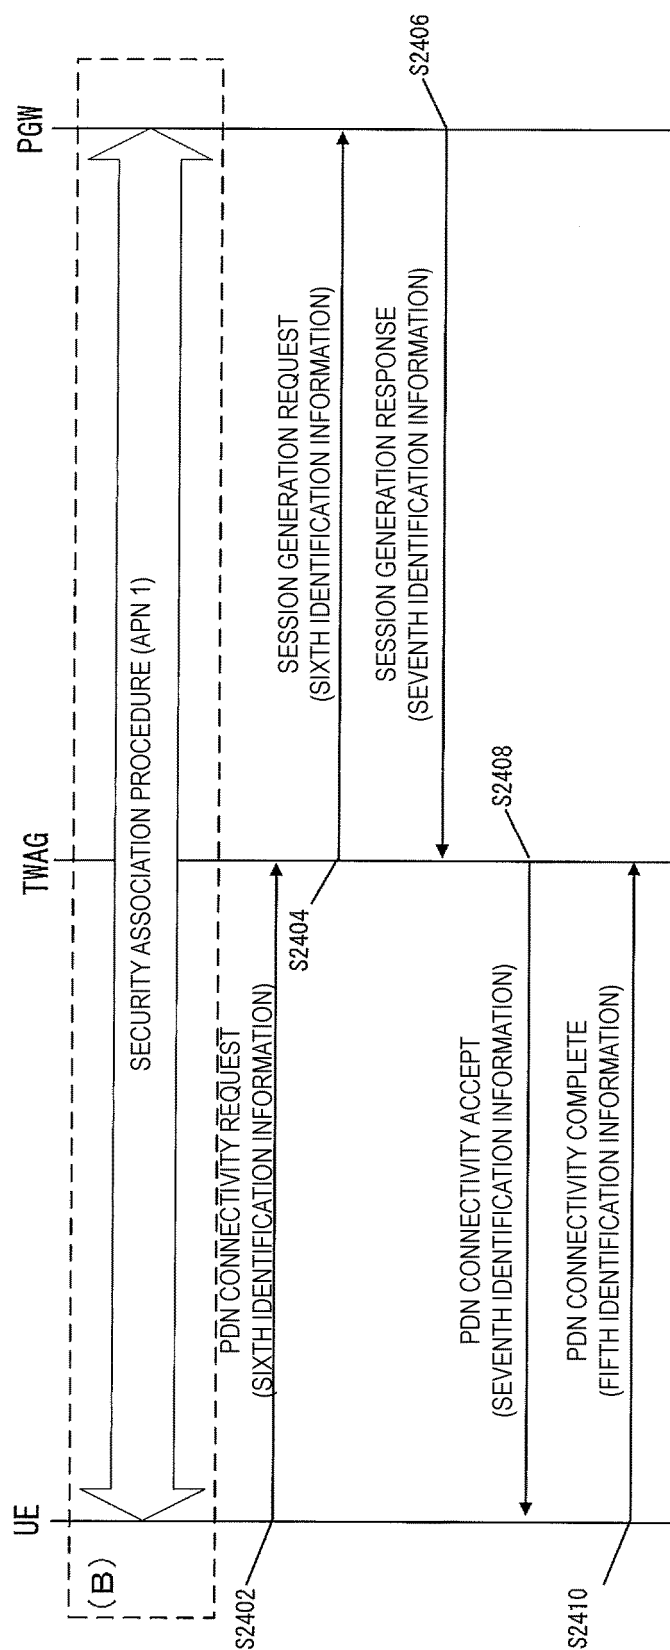 UE
TWAG
PGW
(B)
SECURITY ASSOCIATION PROCEDURE (APN 1)
S2402
PDN CONNECTIVITY REQUEST
(SIXTH IDENTIFICATION INFORMATION)
S2404
SESSION GENERATION REQUEST
(SIXTH IDENTIFICATION INFORMATION)
SESSION GENERATION RESPONSE
(SEVENTH IDENTIFICATION INFORMATION)
S2406
S2408
PDN CONNECTIVITY ACCEPT
(SEVENTH IDENTIFICATION INFORMATION)
S2410
PDN CONNECTIVITY COMPLETE
(FIFTH IDENTIFICATION INFORMATION)